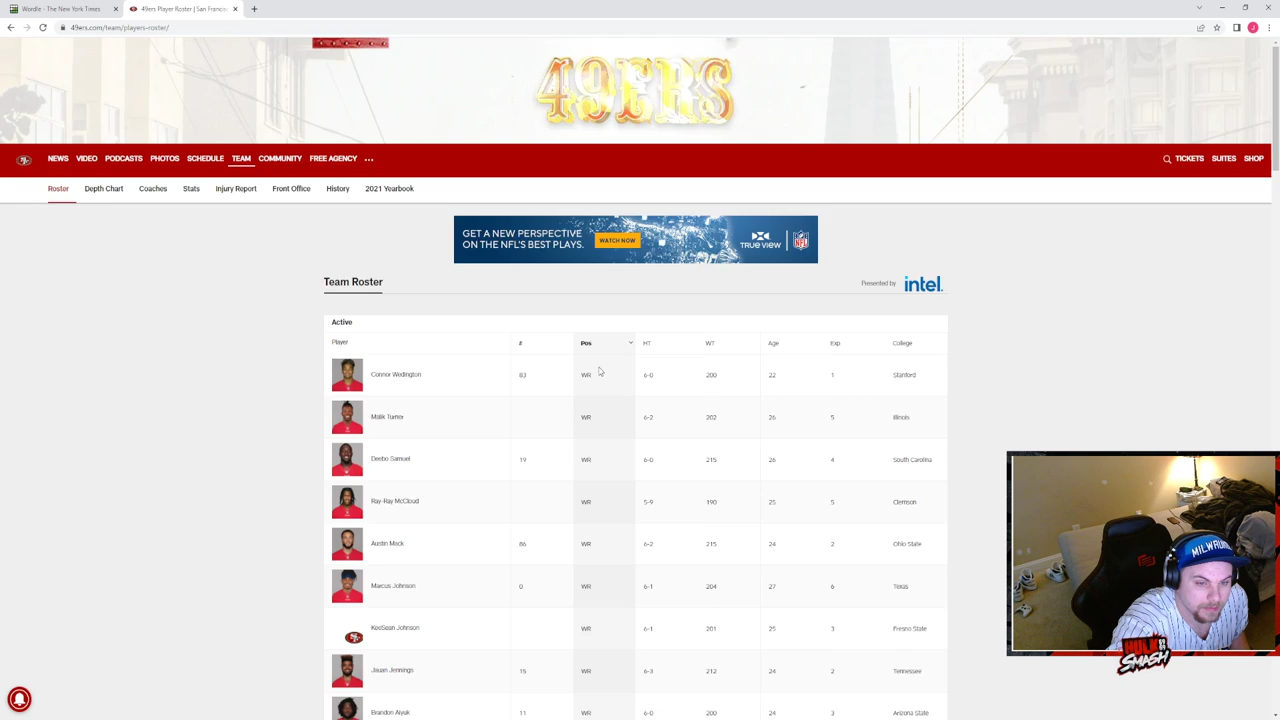 Wordle - The New York Times
49ers Player Roster | San Francis
49ers.com/team/players-roster/
J
49ERS
NEWS VIDEO PODCASTS PHOTOS SCHEDULE TEAM COMMUNITY FREE AGENCY ...
TICKETS SUITES SHOP
Roster Depth Chart Coaches Stats Injury Report Front Office History 2021 Yearbook
GET A NEW PERSPECTIVE
ON THE NFL'S BEST PLAYS.
WATCH NOW
TRUE VIEW
NFL
Team Roster
Presented by intel.
Active
Player # Pos HT WT Age Exp College
Connor Wedington 83 WR 6-0 200 22 1 Stanford
Malik Turner WR 6-2 202 26 5 Illinois
Deebo Samuel 19 WR 6-0 215 26 4 South Carolina
Ray-Ray McCloud WR 5-9 190 25 5 Clemson
Austin Mack 86 WR 6-2 215 24 2 Ohio State
Marcus Johnson 0 WR 6-1 204 27 6 Texas
KeeSean Johnson WR 6-1 201 25 3 Fresno State
Jauan Jennings 15 WR 6-3 212 24 2 Tennessee
Brandon Aiyuk 11 WR 6-0 200 24 3 Arizona State
MILWAUK
HULK
SMASH